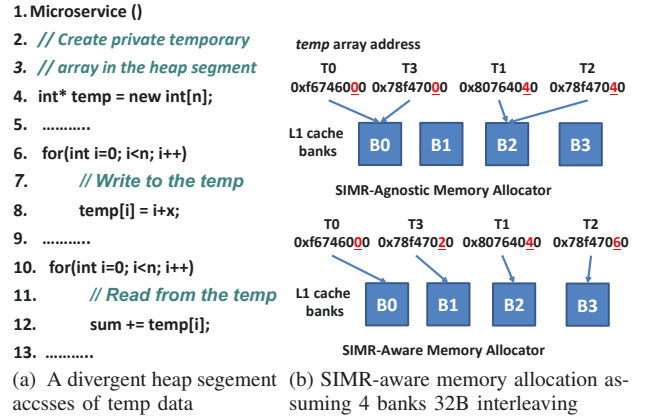 1. Microservice ()
2. // Create private temporary
3. // array in the heap segment
4. int* temp = new int[n];
5. ...........
6. for(int i=0; i<n; i++)
7. // Write to the temp
8. temp[i] = i+x;
9. ...........
10. for(int i=0; i<n; i++)
11. // Read from the temp
12. sum += temp[i];
13. ...........
(a) A divergent heap segement
accsses of temp data
temp array address
T0 T3 T1 T2
0xf6746000 0x78f47000 0x80764040 0x78f47040
L1 cache
banks
B0 B1 B2 B3
SIMR-Agnostic Memory Allocator
T0 T3 T1 T2
0xf6746000 0x78f47020 0x80764040 0x78f47060
L1 cache
banks
B0 B1 B2 B3
SIMR-Aware Memory Allocator
(b) SIMR-aware memory allocation as-
suming 4 banks 32B interleaving